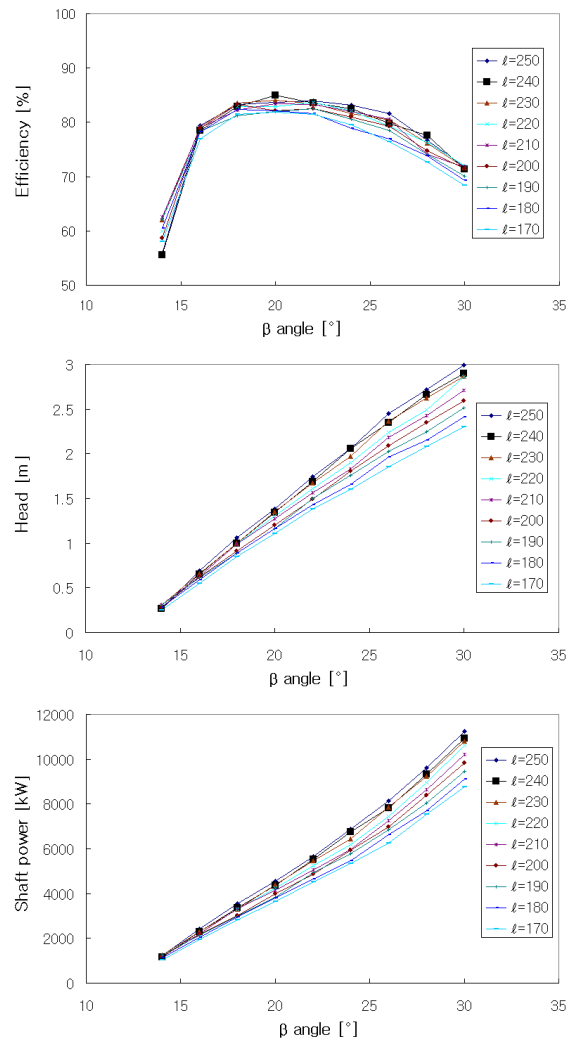 100
90
80
70
60
50
Efficiency [%]
10 15 20 25 30 35
β angle [°]
ℓ=250
ℓ=240
ℓ=230
ℓ=220
ℓ=210
ℓ=200
ℓ=190
ℓ=180
ℓ=170
3
2.5
2
1.5
1
0.5
0
Head [m]
10 15 20 25 30 35
β angle [°]
ℓ=250
ℓ=240
ℓ=230
ℓ=220
ℓ=210
ℓ=200
ℓ=190
ℓ=180
ℓ=170
12000
10000
8000
6000
4000
2000
0
Shaft power [kW]
10 15 20 25 30 35
β angle [°]
ℓ=250
ℓ=240
ℓ=230
ℓ=220
ℓ=210
ℓ=200
ℓ=190
ℓ=180
ℓ=170